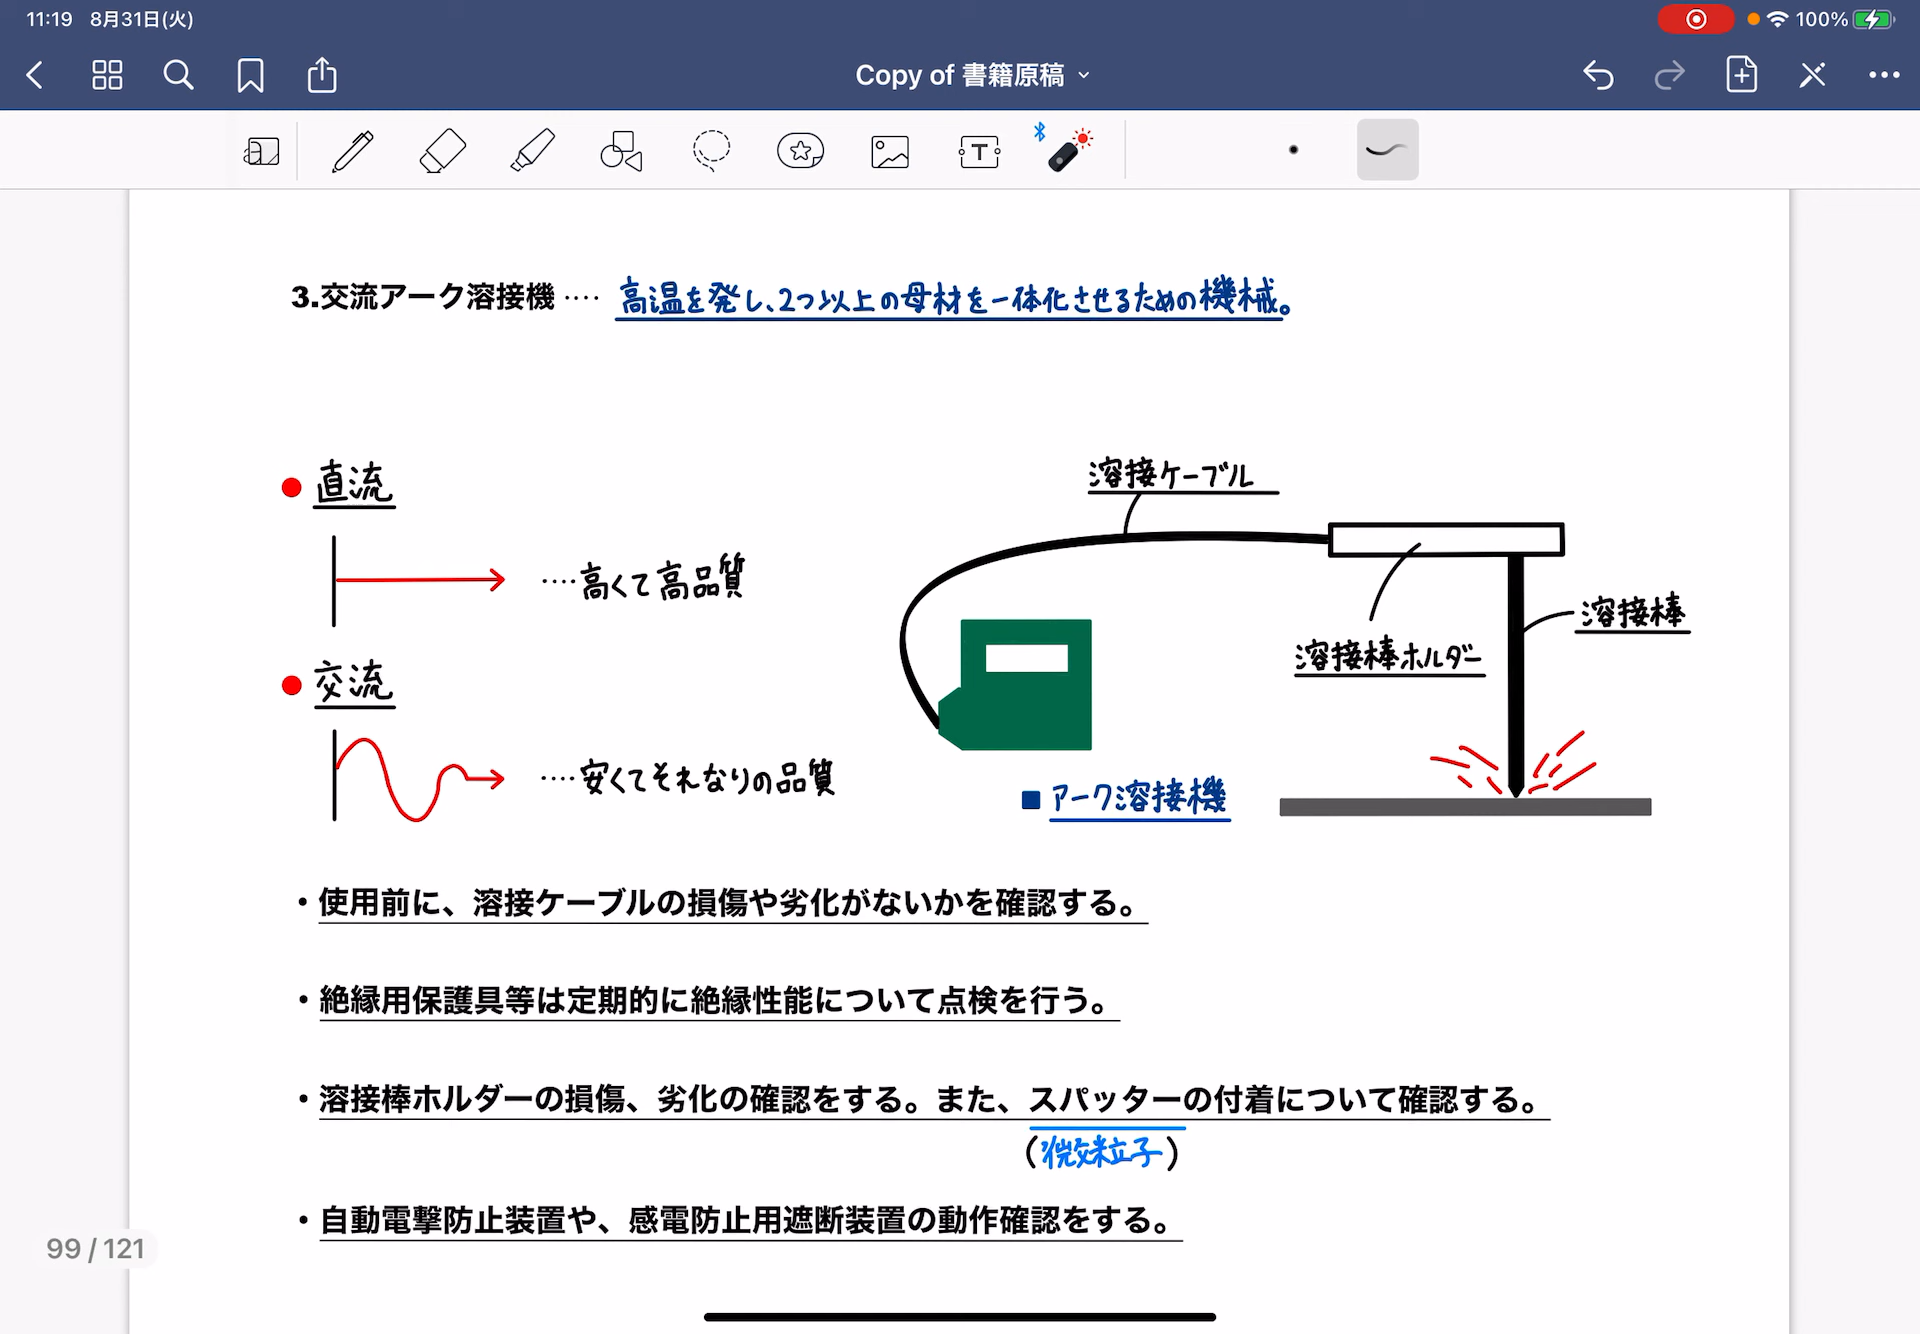 11:19 8月31日(火)
100%
Copy of 書籍原稿
3.交流アーク溶接機 ‥‥ 高温を発し、2つ以上の母材を一体化させるための機械。
直流
‥‥高くて高品質
交流
‥‥安くてそれなりの品質
溶接ケーブル
溶接棒
溶接棒ホルダー
アーク溶接機
・使用前に、溶接ケーブルの損傷や劣化がないかを確認する。
・絶縁用保護具等は定期的に絶縁性能について点検を行う。
・溶接棒ホルダーの損傷、劣化の確認をする。また、スパッターの付着について確認する。
(微粒子)
・自動電撃防止装置や、感電防止用遮断装置の動作確認をする。
99 / 121